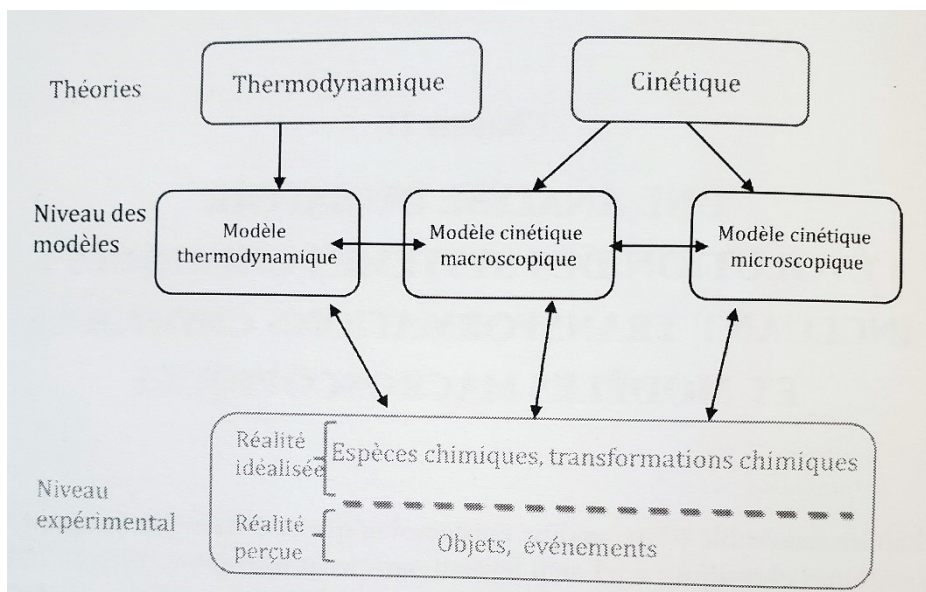 Théories
Thermodynamique
Cinétique
Niveau des
modèles
Modèle
thermodynamique
Modèle cinétique
macroscopique
Modèle cinétique
microscopique
Niveau
expérimental
Réalité
idéalisée
Espèces chimiques, transformations chimiques
Réalité
perçue
Objets, événements